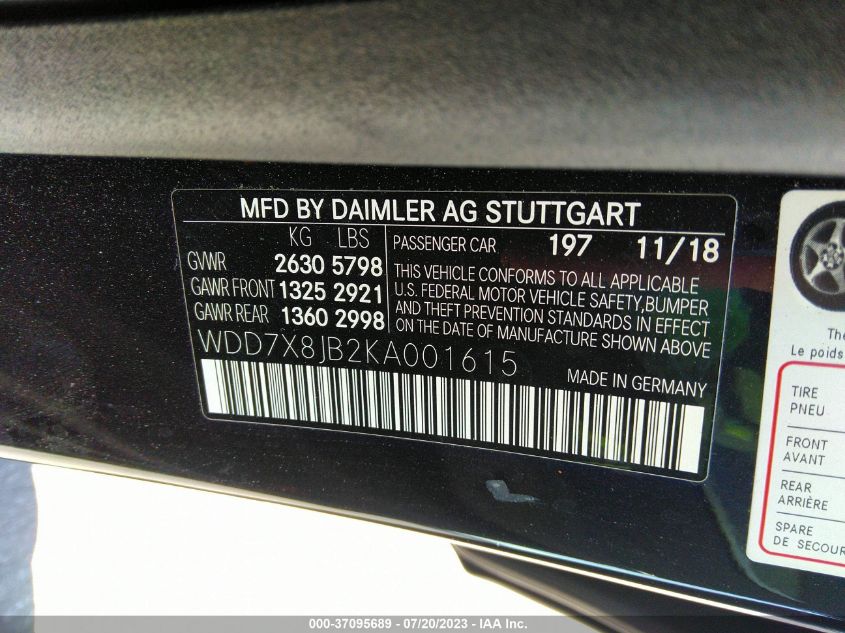 MFD BY DAIMLER AG STUTTGART
KG LBS
GVWR 2630 5798
GAWR FRONT 1325 2921
GAWR REAR 1360 2998
PASSENGER CAR 197 11/18
THIS VEHICLE CONFORMS TO ALL APPLICABLE
U.S. FEDERAL MOTOR VEHICLE SAFETY,BUMPER
AND THEFT PREVENTION STANDARDS IN EFFECT
ON THE DATE OF MANUFACTURE SHOWN ABOVE
WDD7X8JB2KA001615
MADE IN GERMANY
The
Le poids
TIRE
PNEU
FRONT
AVANT
REAR
ARRIÈRE
SPARE
DE SECOUR
000-37095689 - 07/20/2023 - IAA Inc.